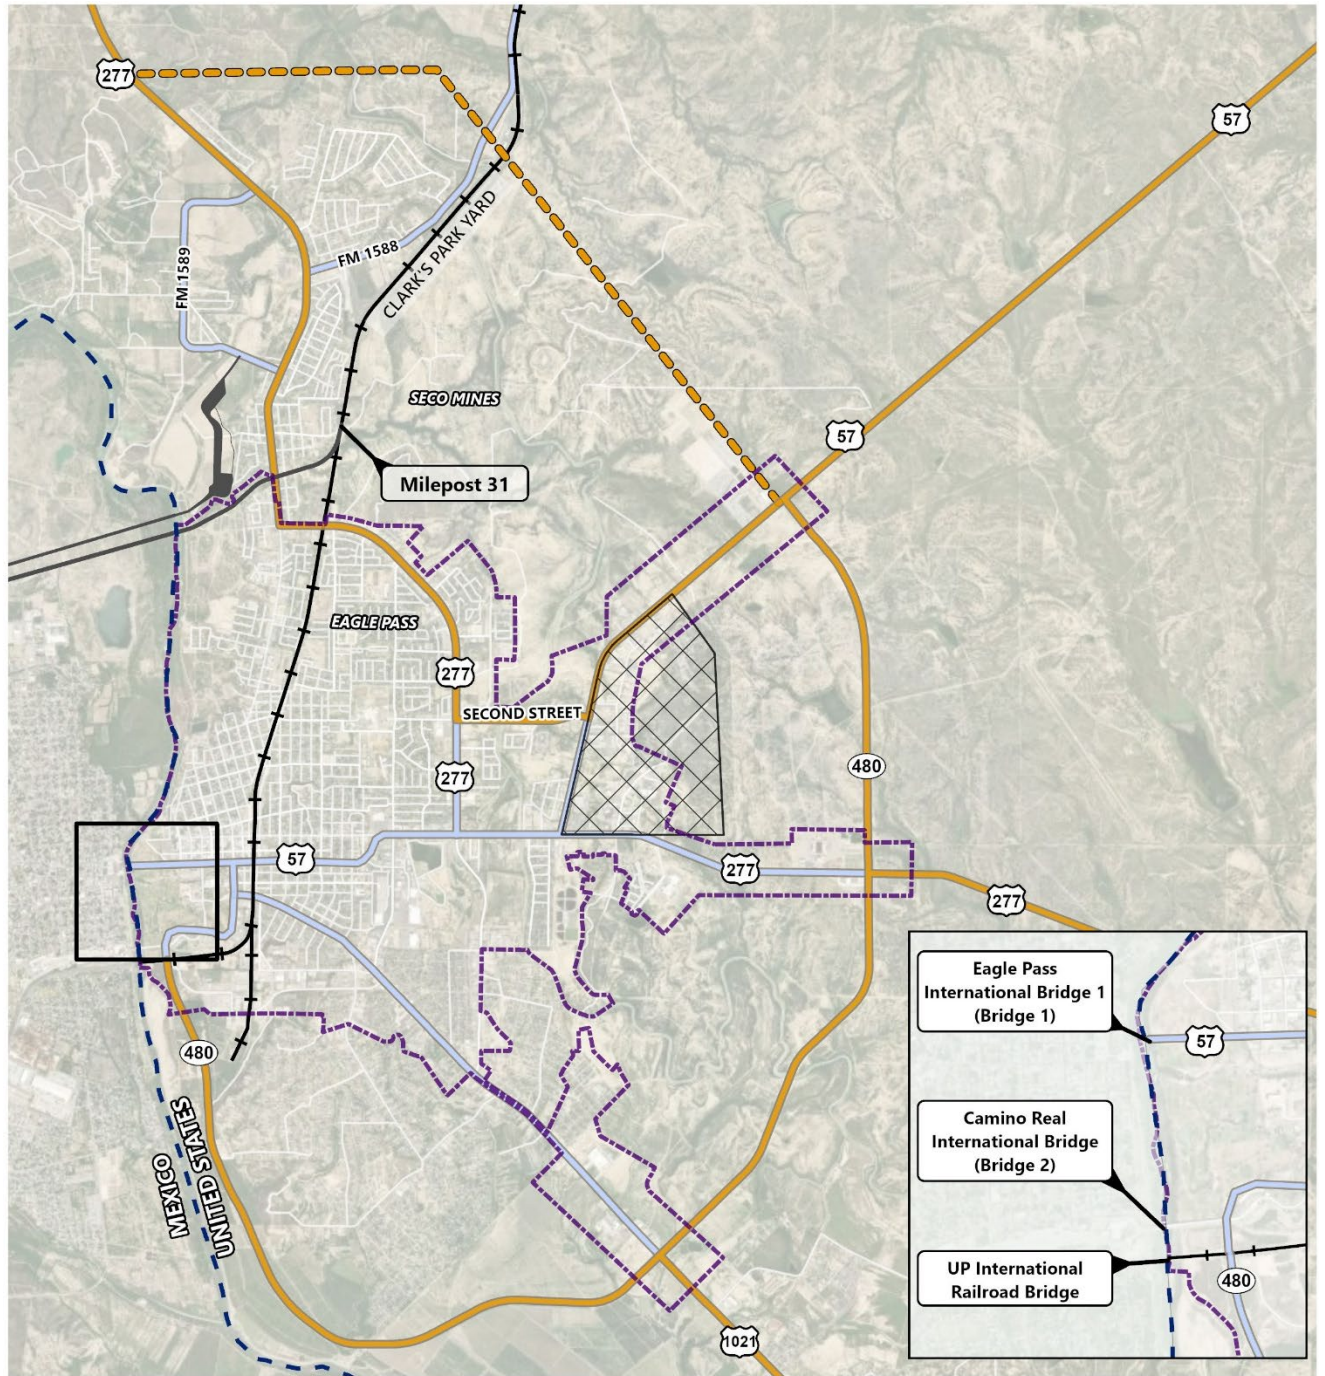 277
57
FM 1588
FM 1589
CLARK'S PARK YARD
SECO MINES
57
Milepost 31
EAGLE PASS
277
SECOND STREET
277
480
57
277
277
480
MEXICO
UNITED STATES
1021
Eagle Pass
International Bridge 1
(Bridge 1)
57
Camino Real
International Bridge
(Bridge 2)
UP International
Railroad Bridge
480